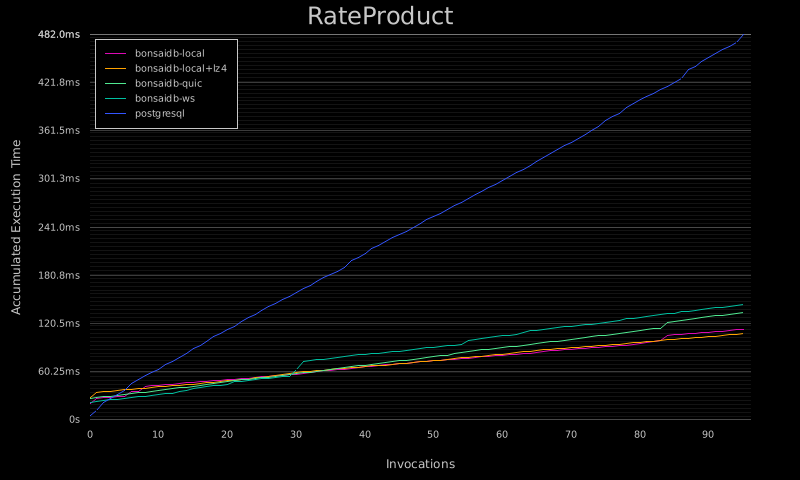 RateProduct
482.0ms
421.8ms
361.5ms
301.3ms
241.0ms
180.8ms
120.5ms
60.25ms
0s
Accumulated Execution Time
bonsaidb-local
bonsaidb-local+lz4
bonsaidb-quic
bonsaidb-ws
postgresql
0 10 20 30 40 50 60 70 80 90
Invocations